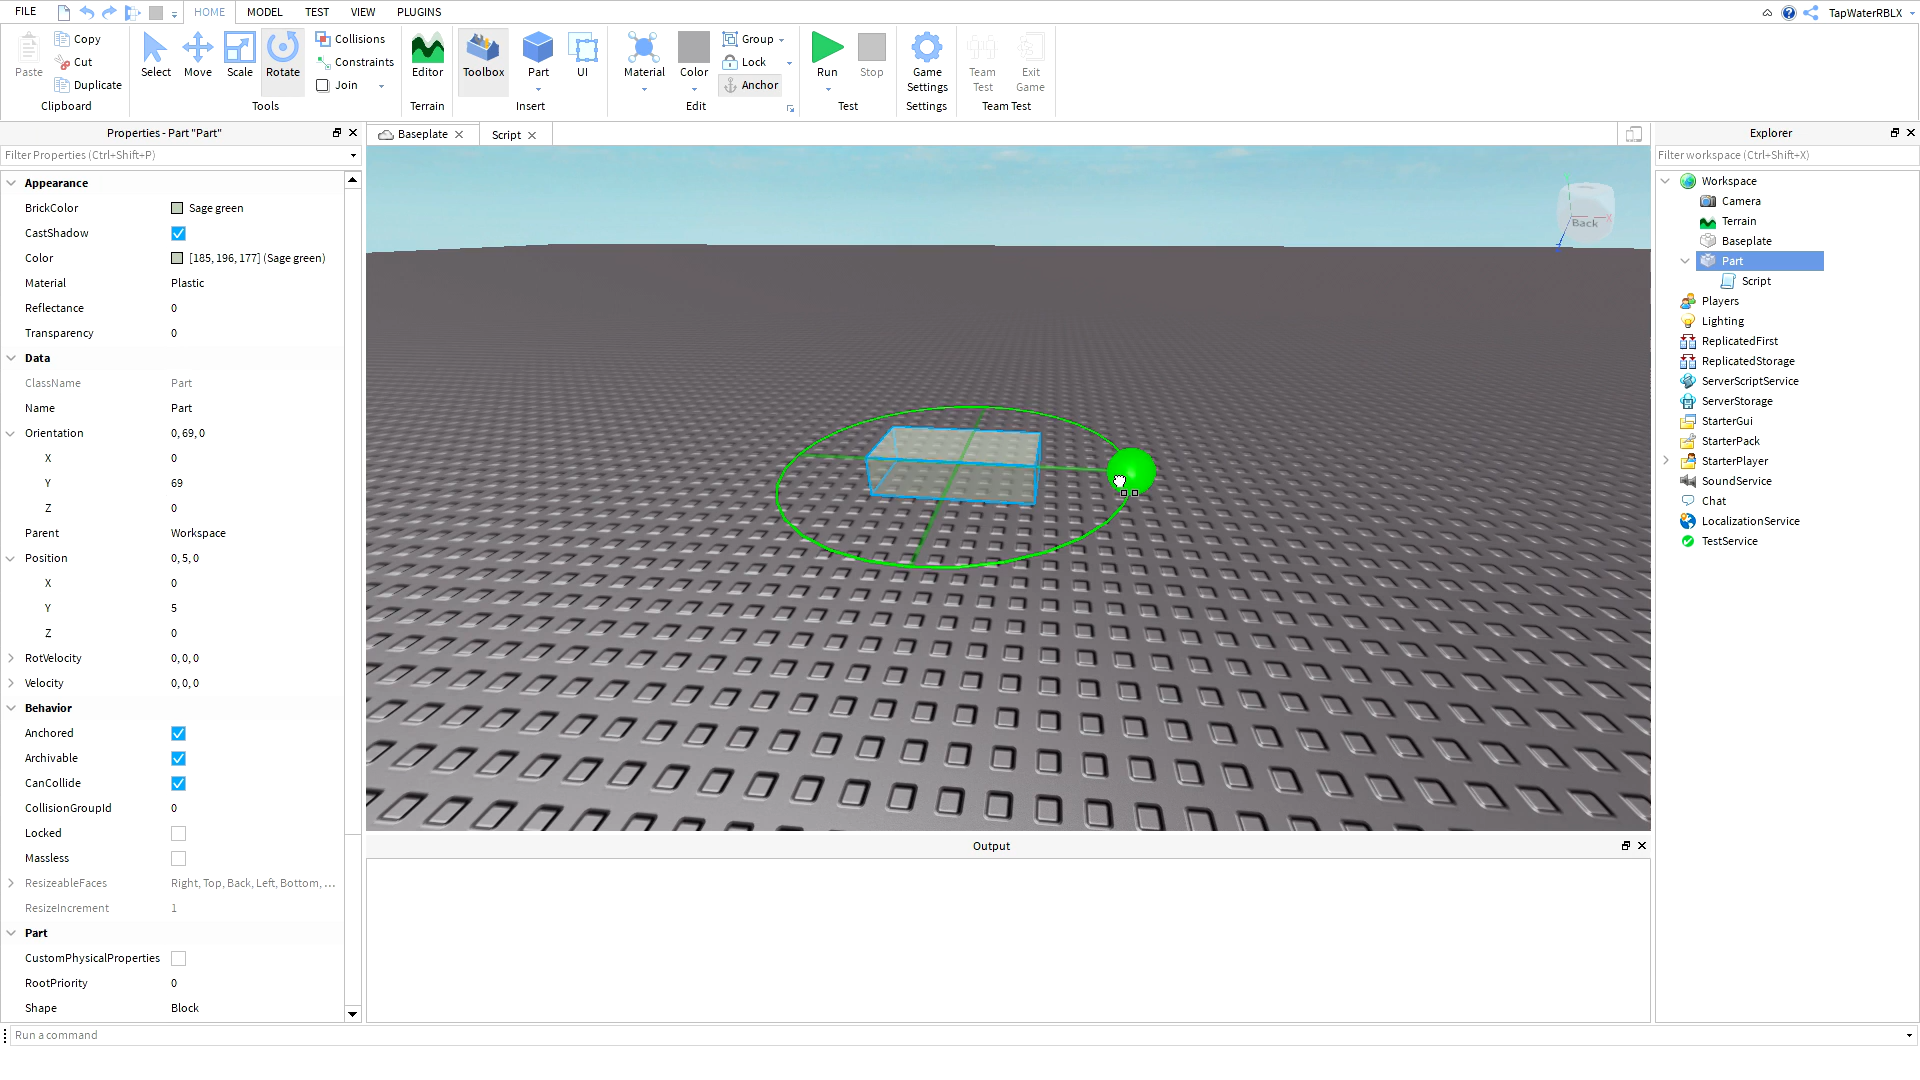 FILE HOME MODEL TEST VIEW PLUGINS TapWaterRBLX
Paste Copy Cut Duplicate Clipboard
Select Move Scale Rotate Collisions Constraints Join Tools
Editor Terrain
Toolbox Part UI Insert
Material Color Group Lock Anchor Edit
Run Stop Test
Game Settings Settings
Team Test Exit Game Team Test
Properties - Part "Part"
Filter Properties (Ctrl+Shift+P)
Appearance
BrickColor Sage green
CastShadow
Color [185, 196, 177] (Sage green)
Material Plastic
Reflectance 0
Transparency 0
Data
ClassName Part
Name Part
Orientation 0, 69, 0
X 0
Y 69
Z 0
Parent Workspace
Position 0, 5, 0
X 0
Y 5
Z 0
RotVelocity 0, 0, 0
Velocity 0, 0, 0
Behavior
Anchored
Archivable
CanCollide
CollisionGroupId 0
Locked
Massless
ResizeableFaces Right, Top, Back, Left, Bottom, ...
ResizeIncrement 1
Part
CustomPhysicalProperties
RootPriority 0
Shape Block
Baseplate Script
Back
Output
Explorer
Filter workspace (Ctrl+Shift+X)
Workspace
Camera
Terrain
Baseplate
Part
Script
Players
Lighting
ReplicatedFirst
ReplicatedStorage
ServerScriptService
ServerStorage
StarterGui
StarterPack
StarterPlayer
SoundService
Chat
LocalizationService
TestService
Run a command